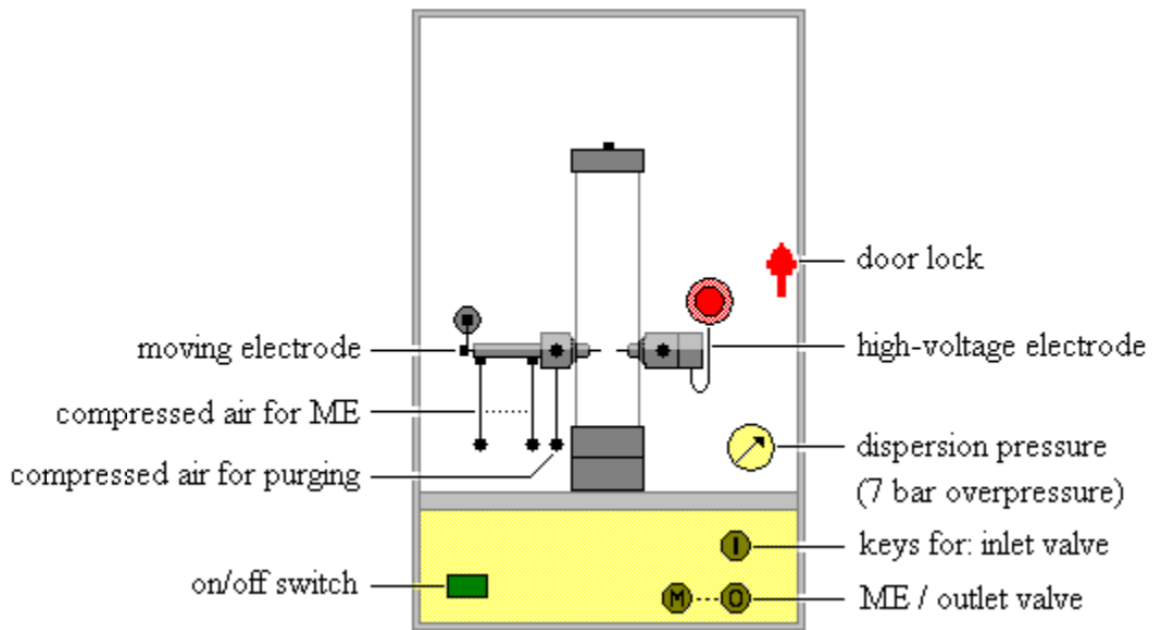 door lock
moving electrode
high-voltage electrode
compressed air for ME
dispersion pressure
compressed air for purging
(7 bar overpressure)
I
keys for: inlet valve
on/off switch
M
O
ME / outlet valve